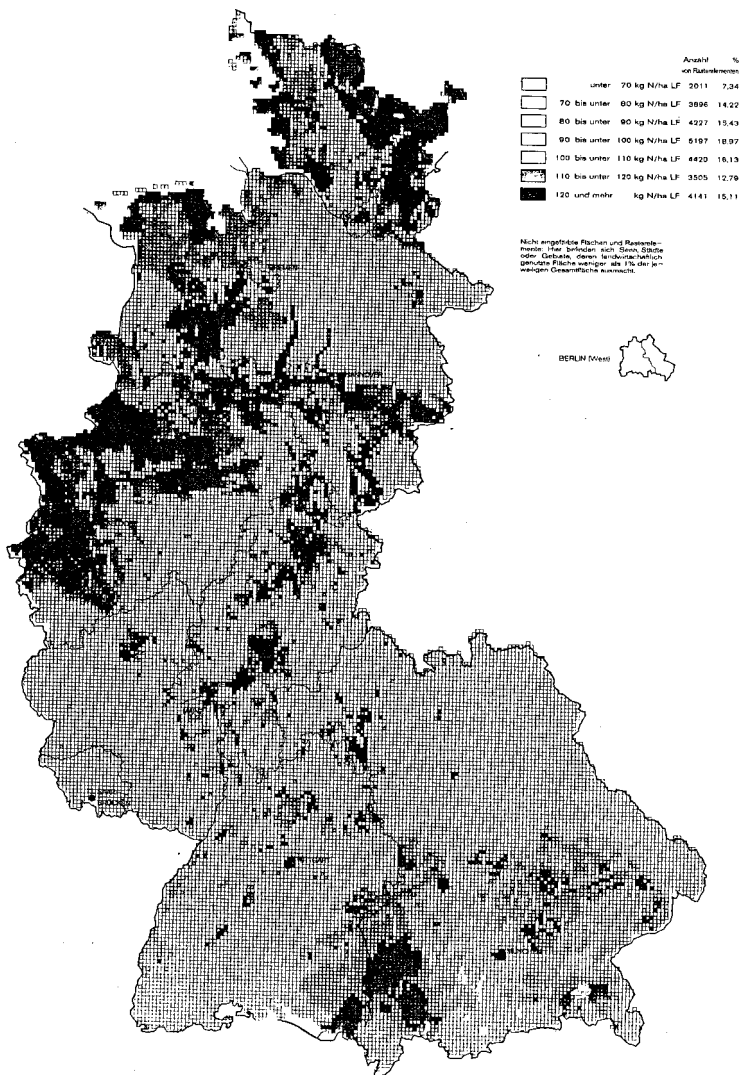 Anzahl %
von Rasterelementen
unter 70 kg N/ha LF 2011 7,34
70 bis unter 80 kg N/ha LF 3896 14,22
80 bis unter 90 kg N/ha LF 4227 15,43
90 bis unter 100 kg N/ha LF 5197 18,97
100 bis unter 110 kg N/ha LF 4420 16,13
110 bis unter 120 kg N/ha LF 3505 12,79
120 und mehr kg N/ha LF 4141 15,11
Nicht eingefärbte Flächen und Rasterele-
mente: Hier befinden sich Seen, Städte
oder Gebiete, deren landwirtschaftlich
genutzte Fläche weniger als 1% der je-
weiligen Gesamtfläche ausmacht.
BREMEN
BERLIN (West)
HANNOVER